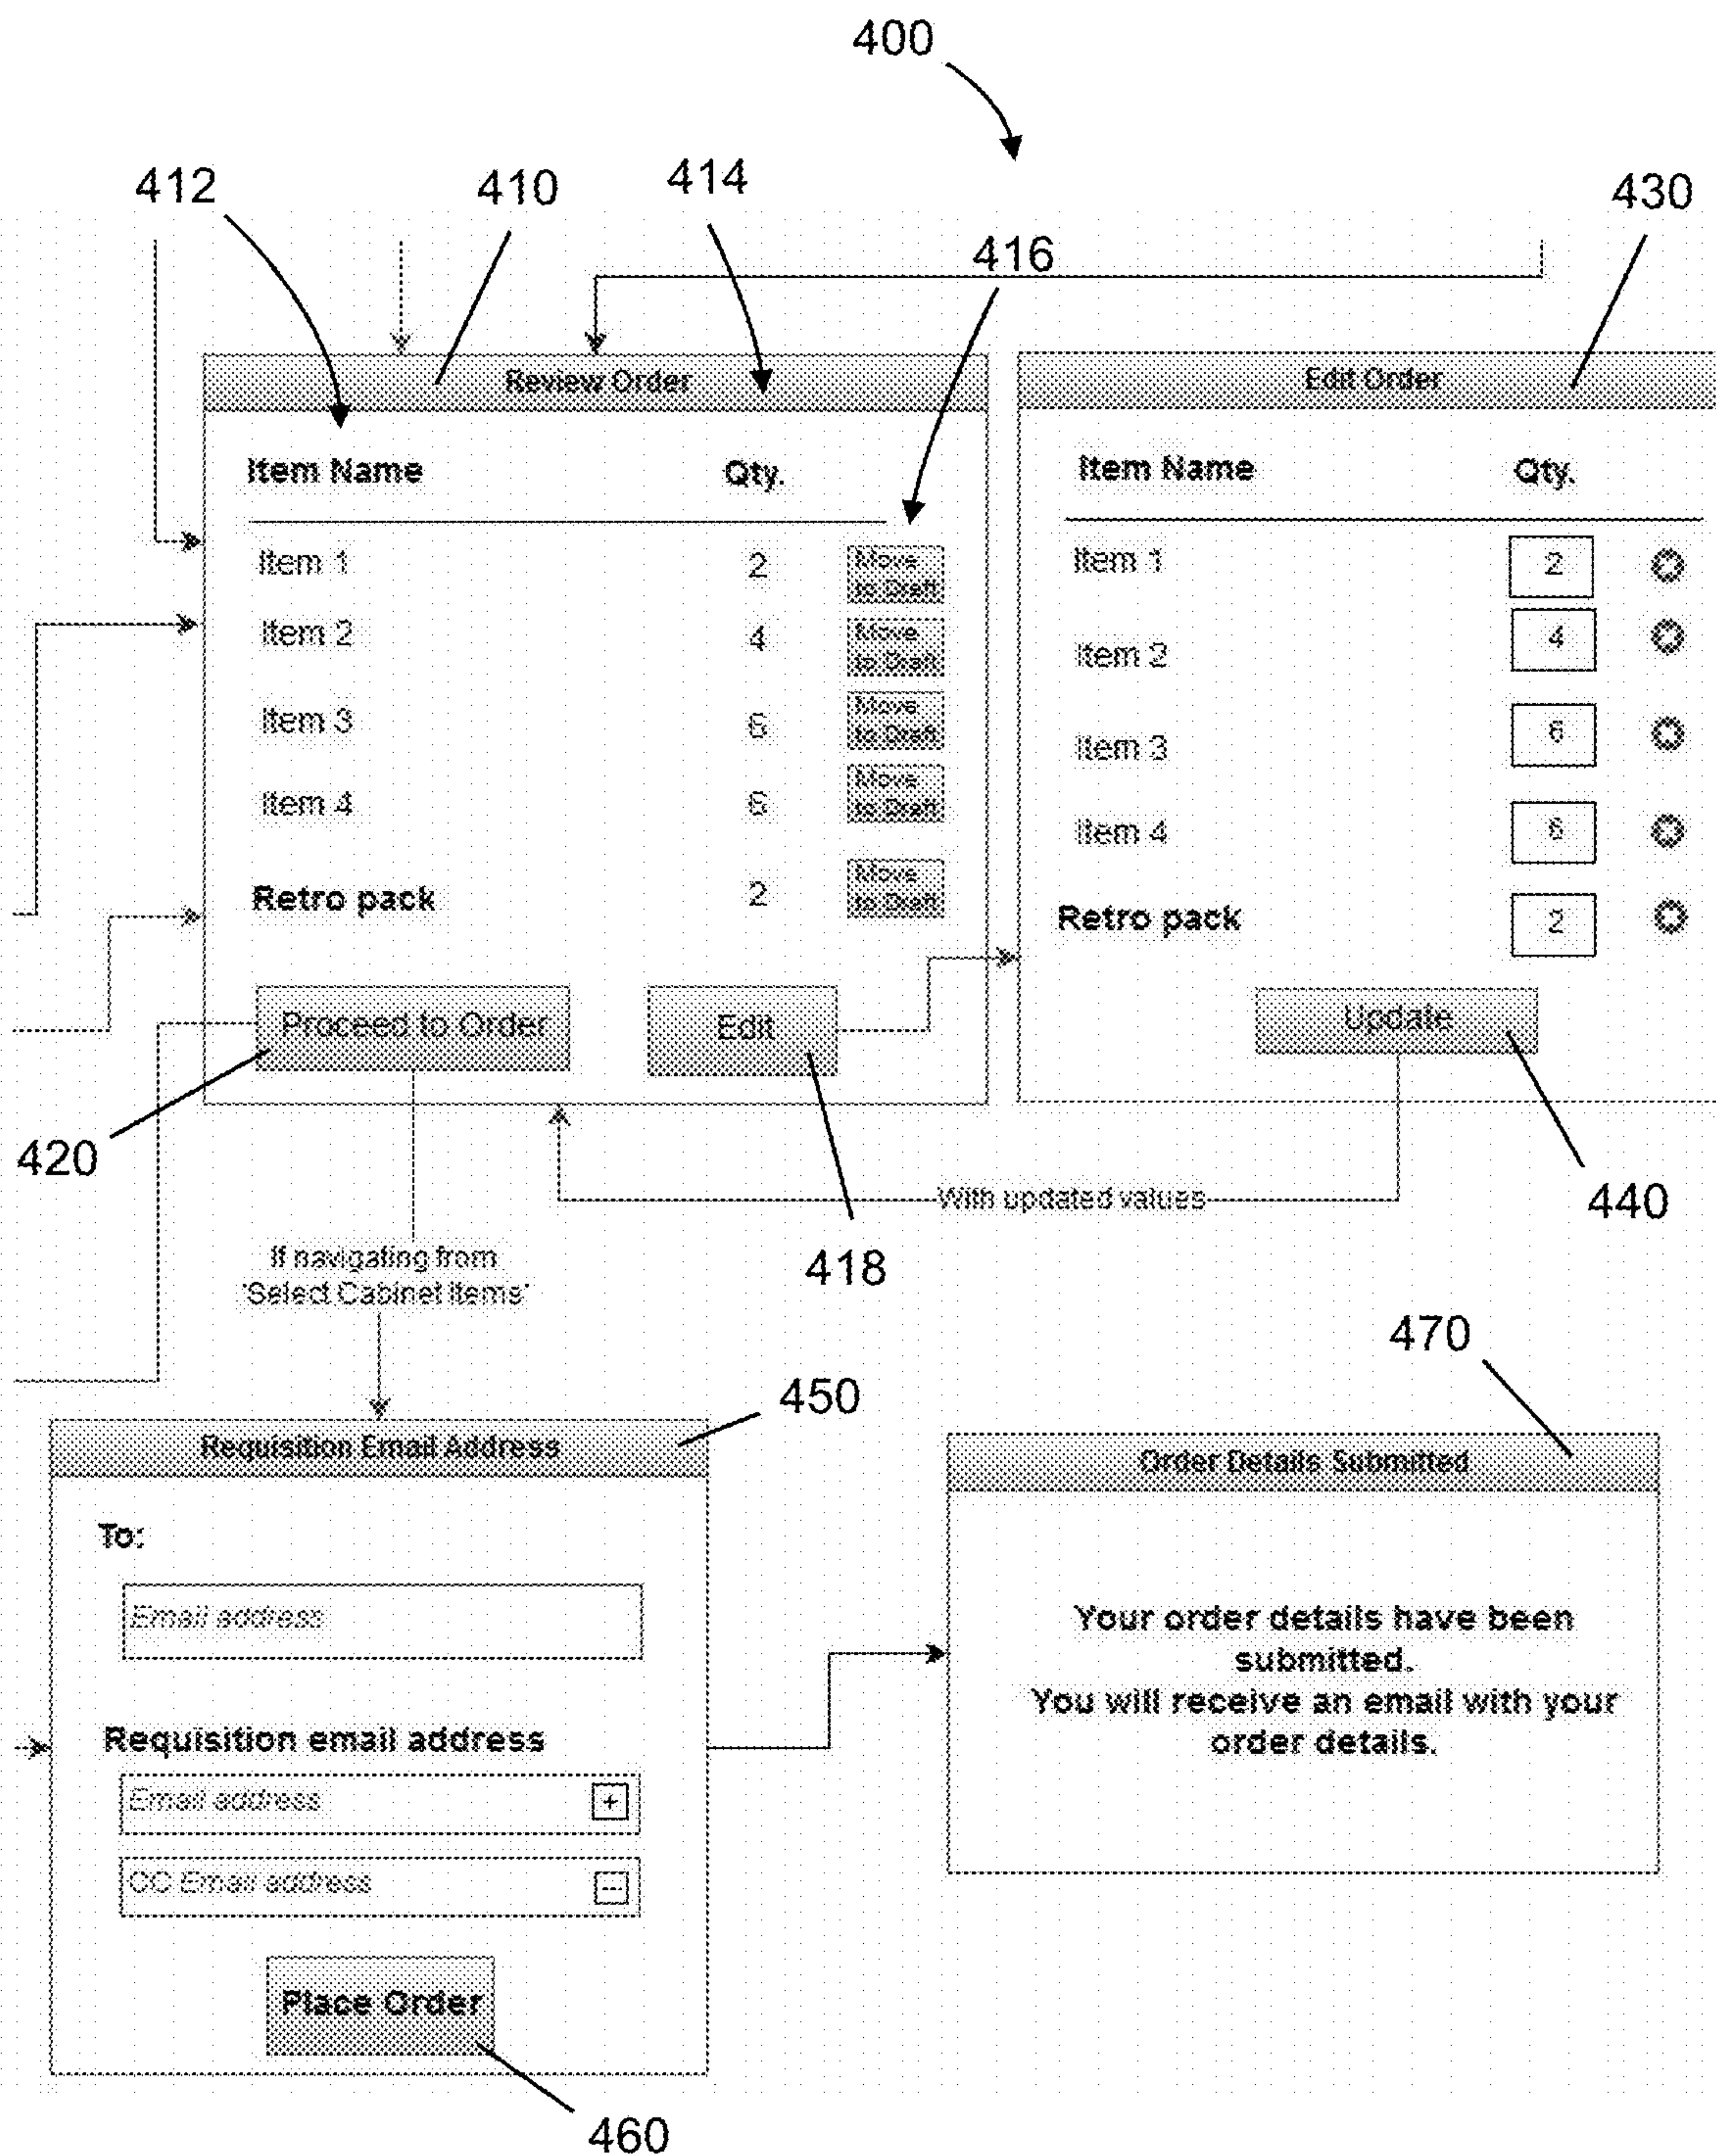 400
412
410
414
430
416
Review Order
Item Name Qty.
Item 1 2 Move
to Draft
Item 2 4 Move
to Draft
Item 3 6 Move
to Draft
Item 4 6 Move
to Draft
Retro pack 2 Move
to Draft
Proceed to Order Edit
Edit Order
Item Name Qty.
Item 1 2
Item 2 4
Item 3 6
Item 4 6
Retro pack 2
Update
420
With updated values
440
418
If navigating from
'Select Cabinet Items'
470
450
Requisition Email Address
To:
Email address
Requisition email address
Email address +
CC Email address -
Place Order
460
Order Details Submitted
Your order details have been
submitted.
You will receive an email with your
order details.